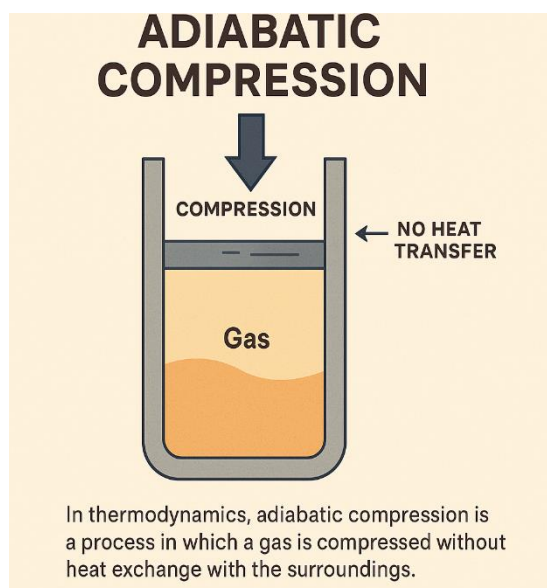 ADIABATIC
COMPRESSION
COMPRESSION
NO HEAT
TRANSFER
Gas
In thermodynamics, adiabatic compression is
a process in which a gas is compressed without
heat exchange with the surroundings.